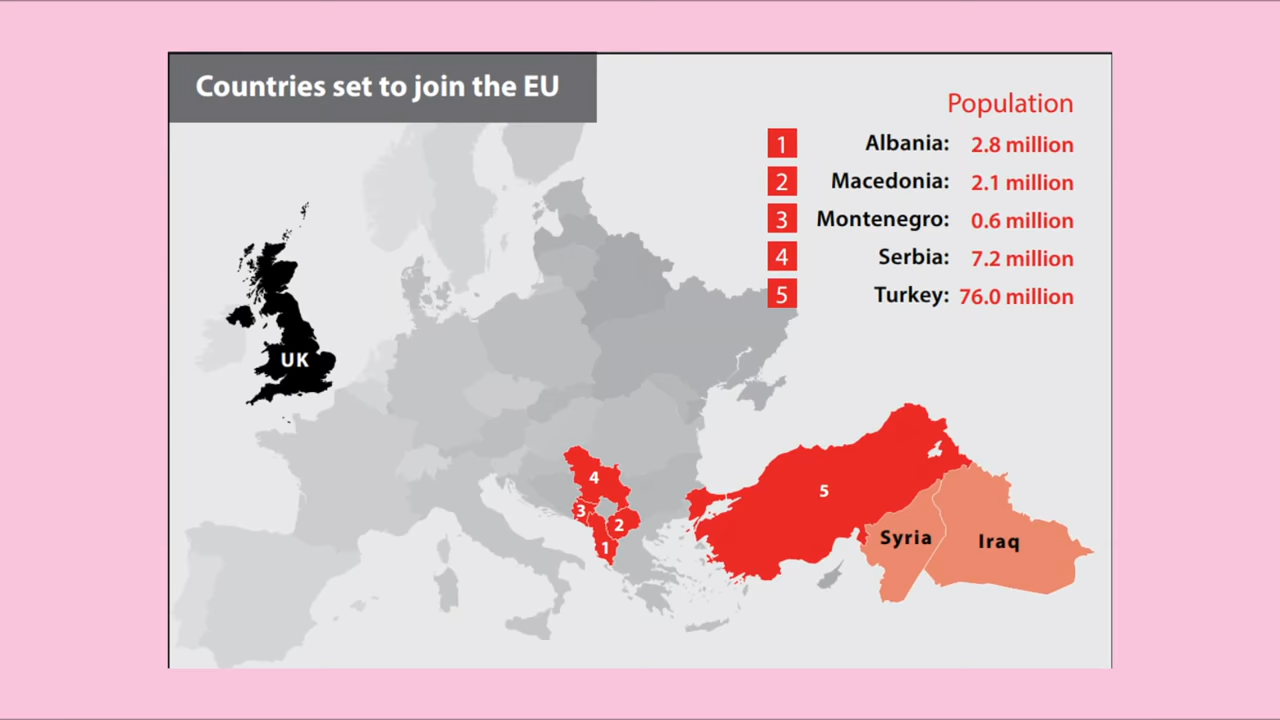 Countries set to join the EU
Population
1 Albania: 2.8 million
2 Macedonia: 2.1 million
3 Montenegro: 0.6 million
4 Serbia: 7.2 million
5 Turkey: 76.0 million
UK
4
5
3
2
Syria
Iraq
1